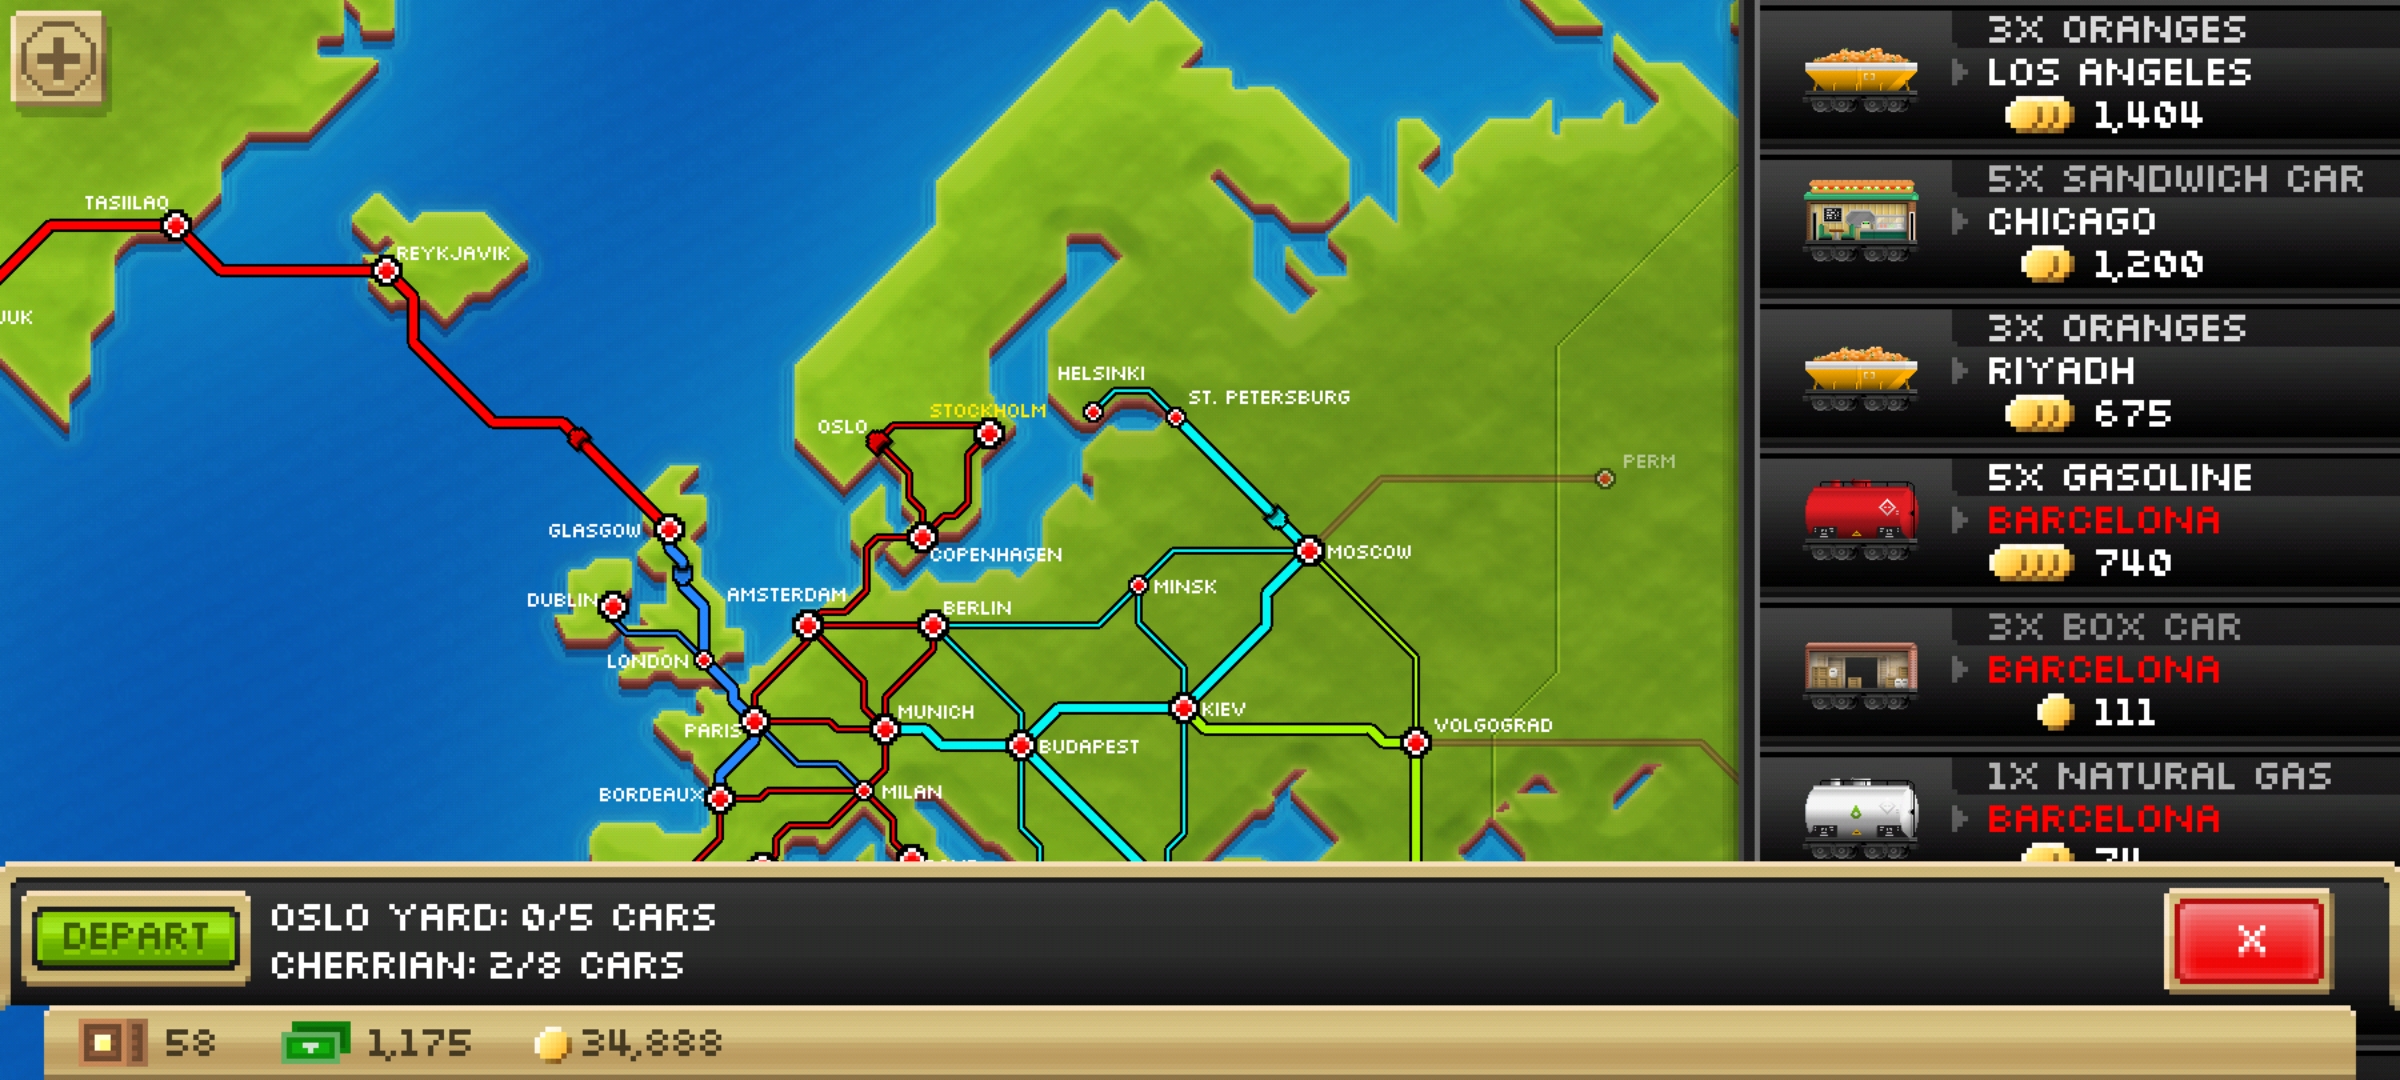 TASIILAQ
REYKJAVIK
UUK
HELSINKI
ST. PETERSBURG
STOCKHOLM
OSLO
PERM
GLASGOW
COPENHAGEN
MOSCOW
DUBLIN
AMSTERDAM
BERLIN
MINSK
LONDON
PARIS
MUNICH
KIEV
BUDAPEST
VOLGOGRAD
BORDEAUX
MILAN
3X ORANGES
LOS ANGELES
1,404
5X SANDWICH CAR
CHICAGO
1,200
3X ORANGES
RIYADH
675
5X GASOLINE
BARCELONA
740
3X BOX CAR
BARCELONA
111
1X NATURAL GAS
BARCELONA
DEPART
OSLO YARD: 0/5 CARS
CHERRIAN: 2/8 CARS
X
58
1,175
34,888